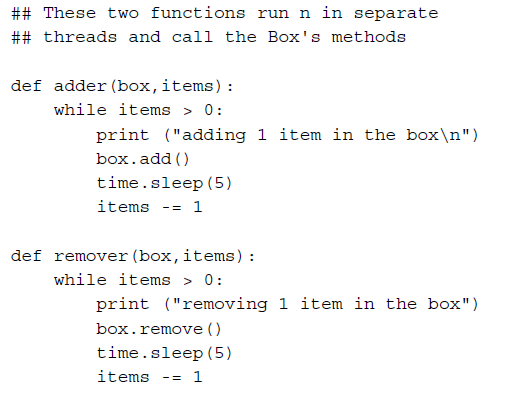 ## These two functions run n in separate
## threads and call the Box's methods
def adder(box,items):
    while items > 0:
        print ("adding 1 item in the box\n")
        box.add()
        time.sleep(5)
        items -= 1
def remover(box,items):
    while items > 0:
        print ("removing 1 item in the box")
        box.remove()
        time.sleep(5)
        items -= 1